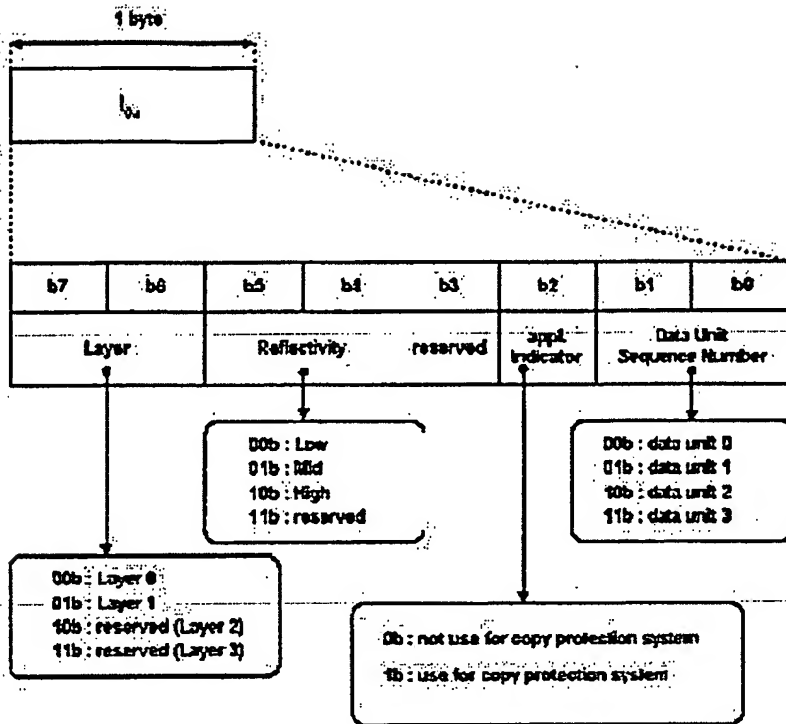 1 byte
b7 b6 b5 b4 b3 b2 b1 b0
Layer Reflectivity reserved appl. Indicator Data Unit Sequence Number
00b : Low
01b : Mid
10b : High
11b : reserved
00b : data unit 0
01b : data unit 1
10b : data unit 2
11b : data unit 3
00b : Layer 0
01b : Layer 1
10b : reserved (Layer 2)
11b : reserved (Layer 3)
0b : not use for copy protection system
1b : use for copy protection system